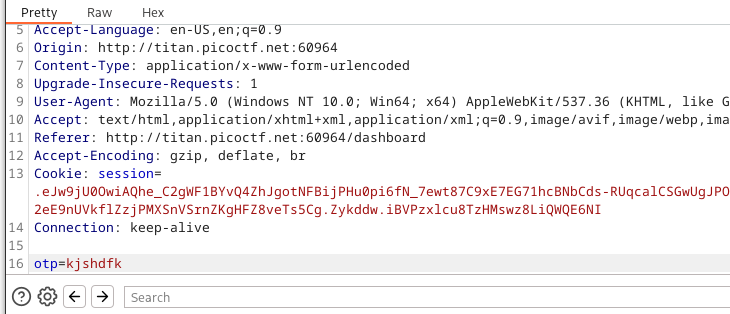 Pretty Raw Hex
5 Accept-Language: en-US,en;q=0.9
6 Origin: http://titan.picoctf.net:60964
7 Content-Type: application/x-www-form-urlencoded
8 Upgrade-Insecure-Requests: 1
9 User-Agent: Mozilla/5.0 (Windows NT 10.0; Win64; x64) AppleWebKit/537.36 (KHTML, like G
10 Accept: text/html,application/xhtml+xml,application/xml;q=0.9,image/avif,image/webp,ima
11 Referer: http://titan.picoctf.net:60964/dashboard
12 Accept-Encoding: gzip, deflate, br
13 Cookie: session=
.eJw9jU0OwiAQhe_C2gWF1BYvQ4ZhJgotNFBijPHu0pi6fN_7ewt87C9xE7EG71hcBNbCds-RUqcalCSGwUgJPO
2eE9nUVkflZzjPMXSnVSrnZKgHFZ8veTs5Cg.Zykddw.iBVPzxlcu8TzHMswz8LiQWQE6NI
14 Connection: keep-alive
15
16 otp=kjshdfk
Search